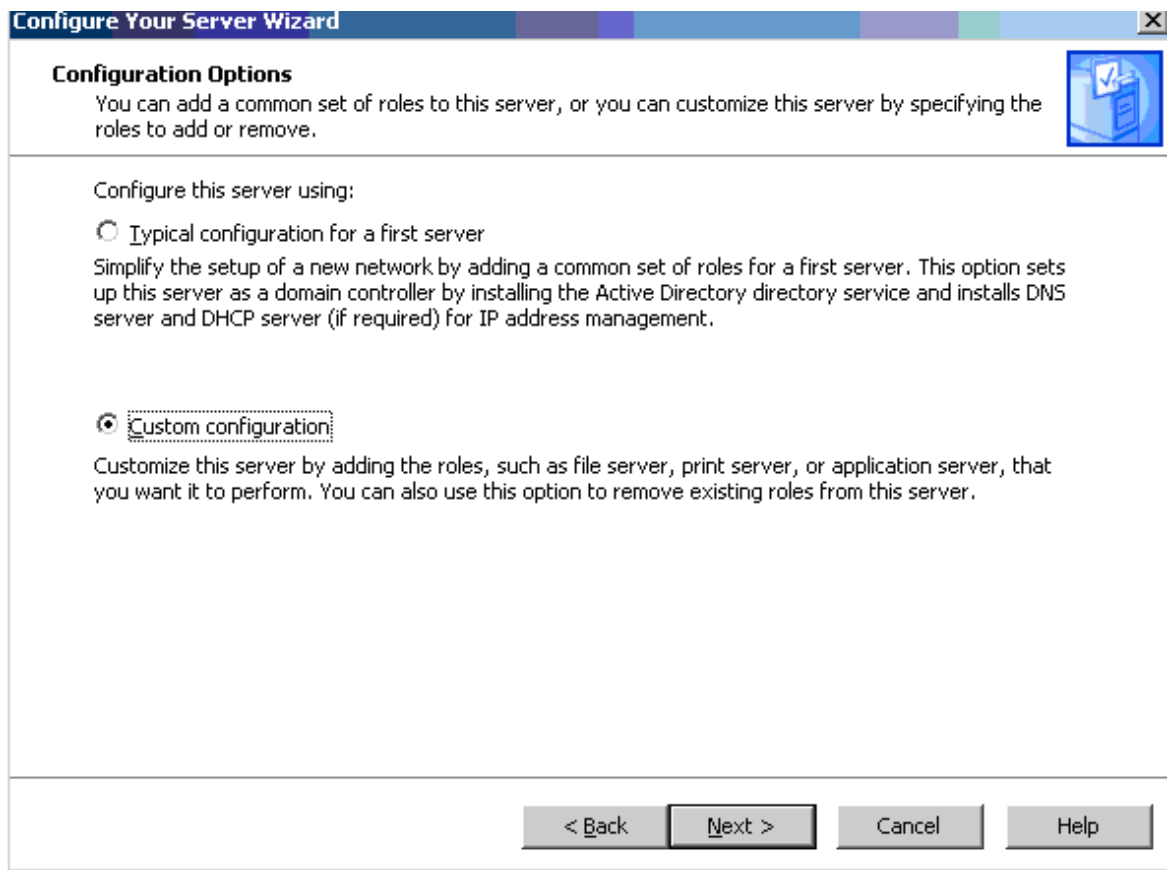 Configure Your Server Wizard
Configuration Options
You can add a common set of roles to this server, or you can customize this server by specifying the
roles to add or remove.
Configure this server using:
Typical configuration for a first server
Simplify the setup of a new network by adding a common set of roles for a first server. This option sets
up this server as a domain controller by installing the Active Directory directory service and installs DNS
server and DHCP server (if required) for IP address management.
Custom configuration
Customize this server by adding the roles, such as file server, print server, or application server, that
you want it to perform. You can also use this option to remove existing roles from this server.
< Back Next > Cancel Help